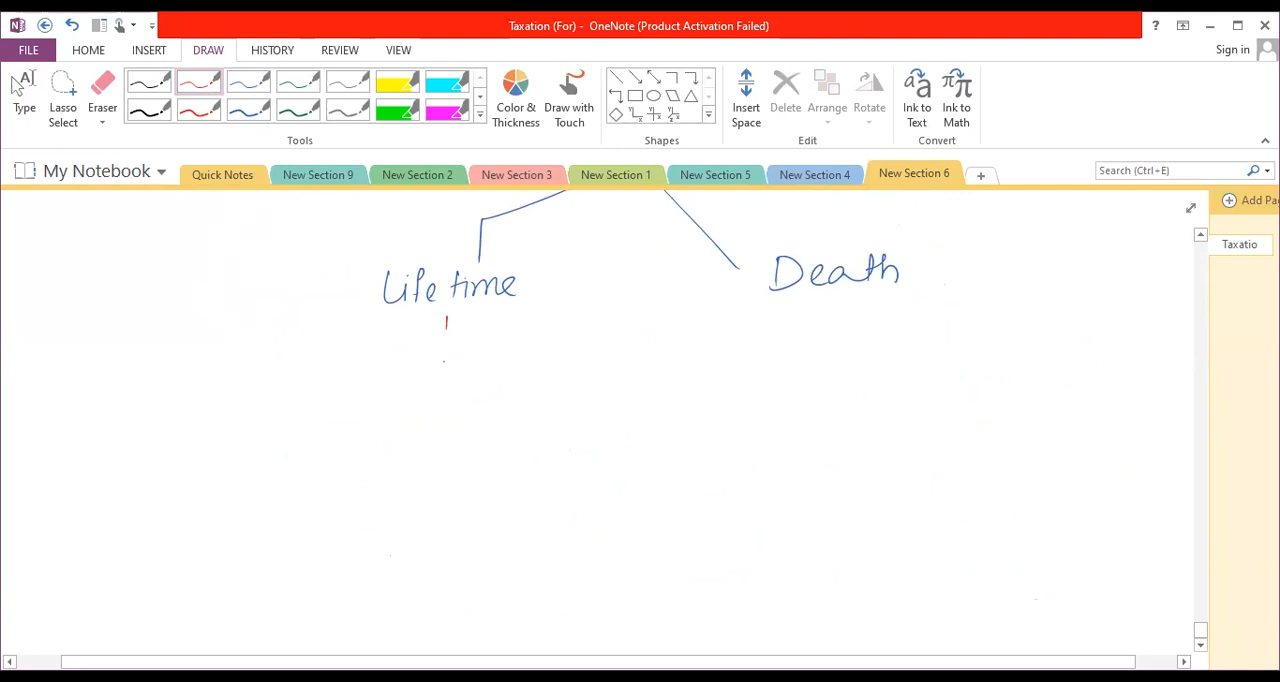 Taxation (For) - OneNote (Product Activation Failed)
?
FILE HOME INSERT DRAW HISTORY REVIEW VIEW
Sign in
Type
Lasso Select
Eraser
Color & Thickness
Draw with Touch
Insert Space
Delete
Arrange
Rotate
Ink to Text
Ink to Math
Tools Shapes Edit Convert
My Notebook
Quick Notes New Section 9 New Section 2 New Section 3 New Section 1 New Section 5 New Section 4 New Section 6
Search (Ctrl+E)
Add Pa
Taxatio
Life time
Death